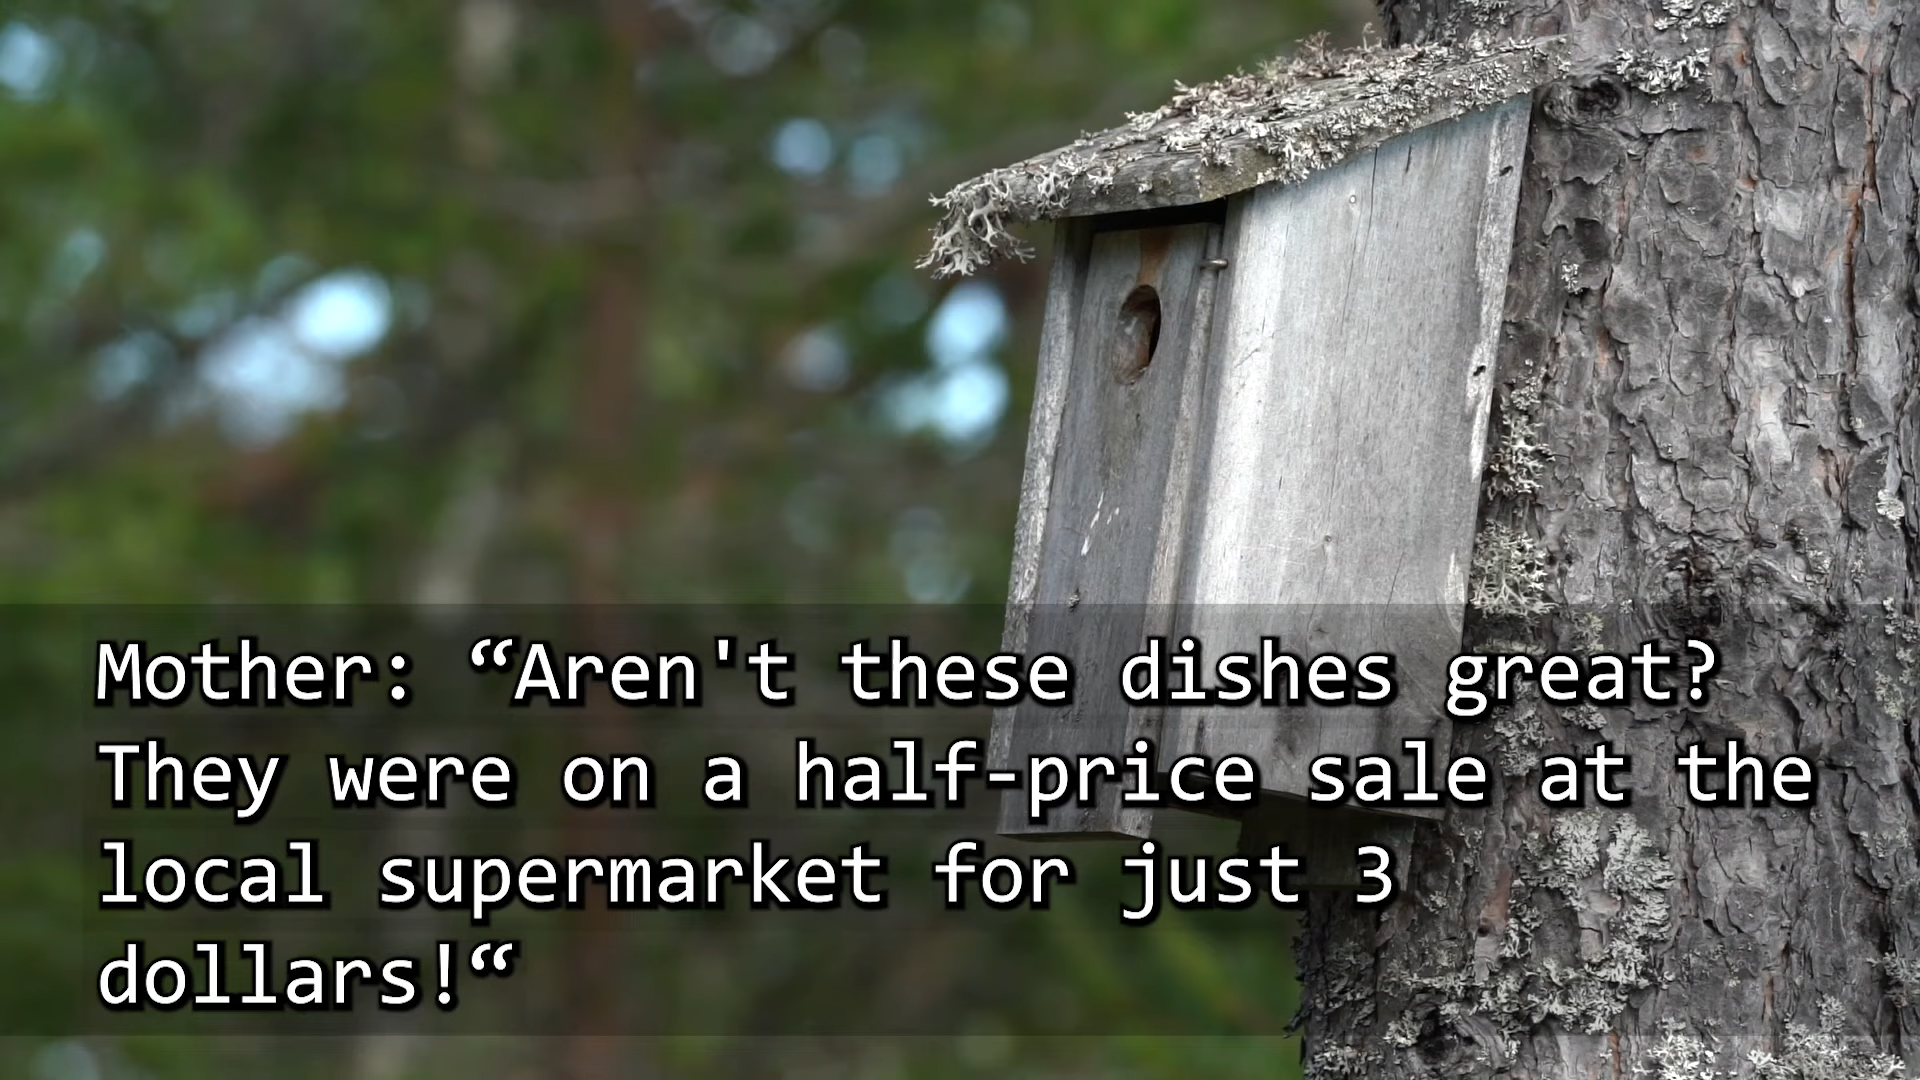 Mother: “Aren't these dishes great?
They were on a half-price sale at the
local supermarket for just 3
dollars!“